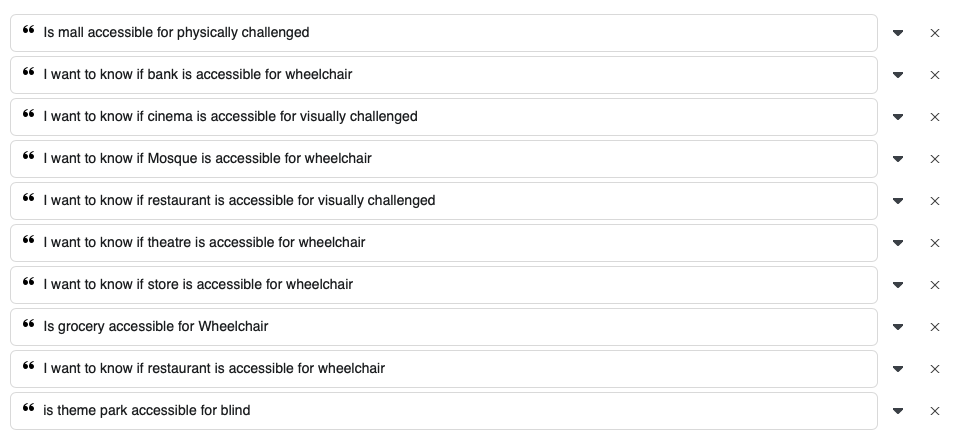 ❝ Is mall accessible for physically challenged
❝ I want to know if bank is accessible for wheelchair
❝ I want to know if cinema is accessible for visually challenged
❝ I want to know if Mosque is accessible for wheelchair
❝ I want to know if restaurant is accessible for visually challenged
❝ I want to know if theatre is accessible for wheelchair
❝ I want to know if store is accessible for wheelchair
❝ Is grocery accessible for Wheelchair
❝ I want to know if restaurant is accessible for wheelchair
❝ is theme park accessible for blind